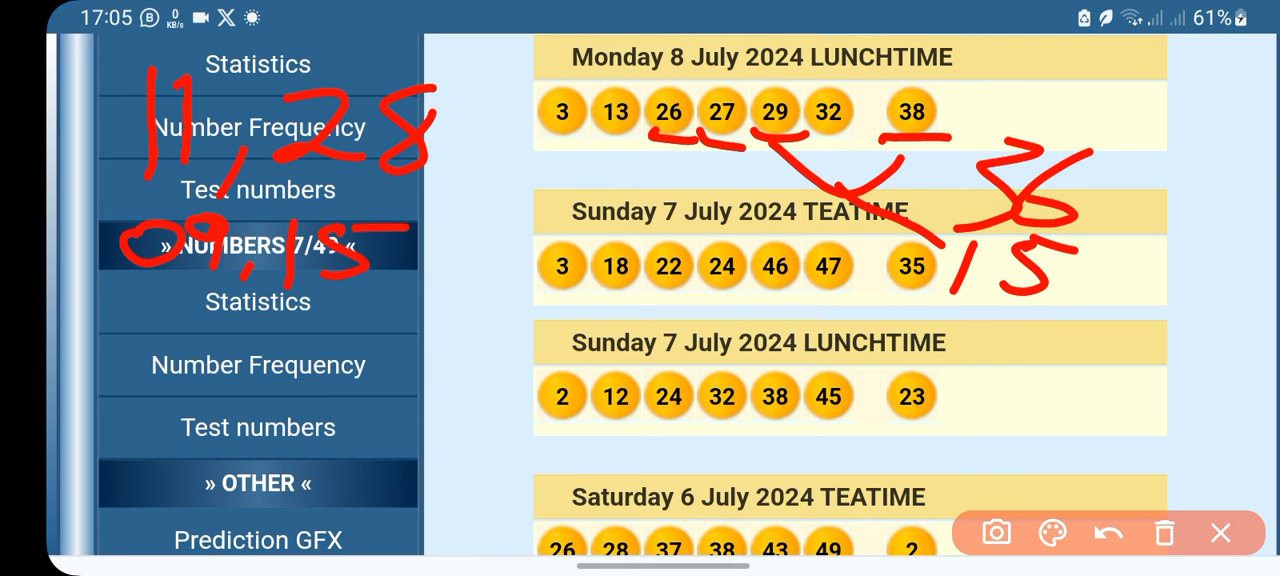 17:05 B 0 KB/s X 61%
Statistics
Number Frequency
Test numbers
» NUMBERS 7/49 «
Statistics
Number Frequency
Test numbers
» OTHER «
Prediction GFX
11, 28
09, 15
Monday 8 July 2024 LUNCHTIME
3 13 26 27 29 32 38
Sunday 7 July 2024 TEATIME
3 18 22 24 46 47 35
Sunday 7 July 2024 LUNCHTIME
2 12 24 32 38 45 23
Saturday 6 July 2024 TEATIME
26 28 37 38 43 49 2
15